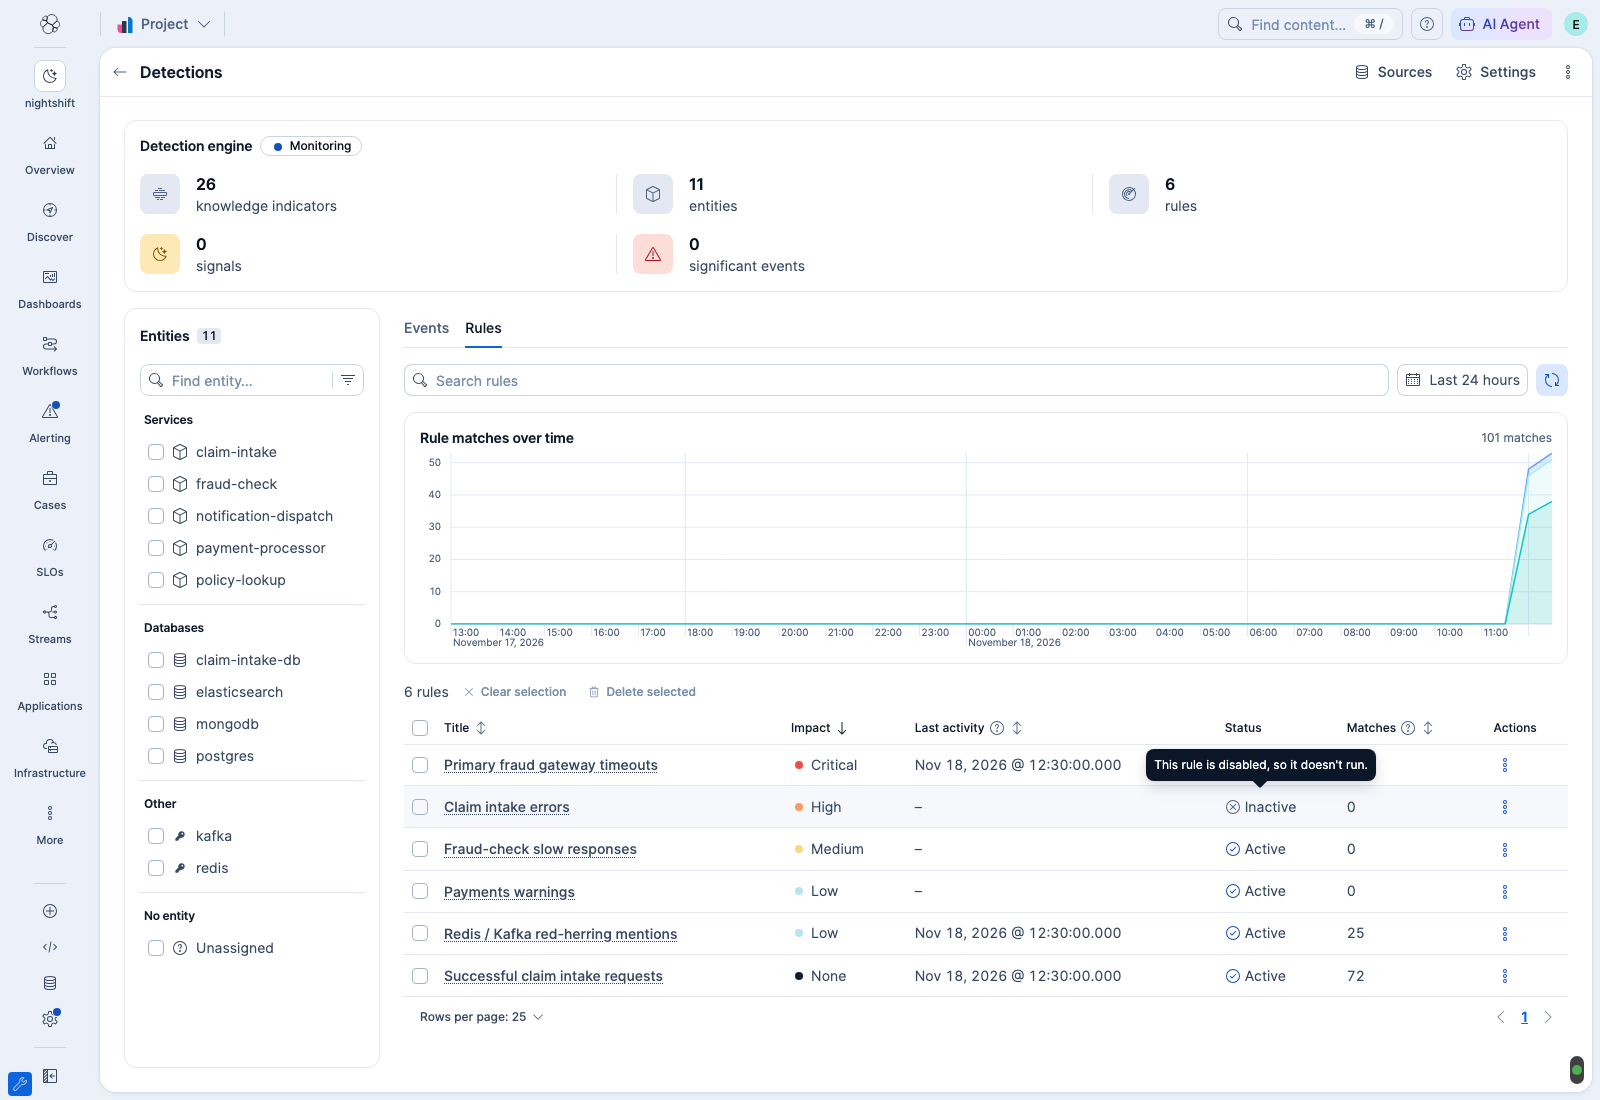 Project
Find content...
⌘ /
AI Agent
E
nightshift
Overview
Discover
Dashboards
Workflows
Alerting
Cases
SLOs
Streams
Applications
Infrastructure
More
Detections
Sources
Settings
Detection engine
Monitoring
26
knowledge indicators
11
entities
6
rules
0
signals
0
significant events
Entities 11
Find entity...
Services
claim-intake
fraud-check
notification-dispatch
payment-processor
policy-lookup
Databases
claim-intake-db
elasticsearch
mongodb
postgres
Other
kafka
redis
No entity
Unassigned
Events Rules
Search rules
Last 24 hours
Rule matches over time
101 matches
50
40
30
20
10
0
13:00 14:00 15:00 16:00 17:00 18:00 19:00 20:00 21:00 22:00 23:00 00:00 01:00 02:00 03:00 04:00 05:00 06:00 07:00 08:00 09:00 10:00 11:00
November 17, 2026 November 18, 2026
6 rules Clear selection Delete selected
Title Impact Last activity Status Matches Actions
Primary fraud gateway timeouts Critical Nov 18, 2026 @ 12:30:00.000
This rule is disabled, so it doesn't run.
Claim intake errors High – Inactive 0
Fraud-check slow responses Medium – Active 0
Payments warnings Low – Active 0
Redis / Kafka red-herring mentions Low Nov 18, 2026 @ 12:30:00.000 Active 25
Successful claim intake requests None Nov 18, 2026 @ 12:30:00.000 Active 72
Rows per page: 25
1